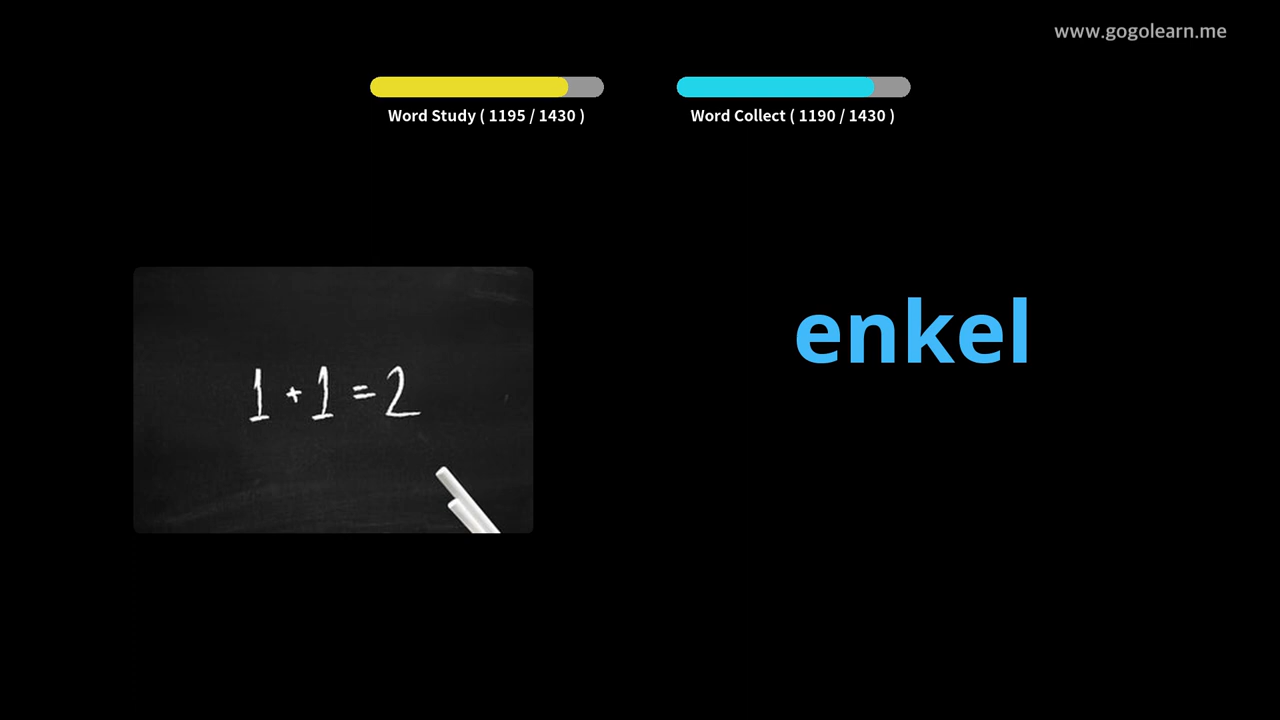 www.gogolearn.me
Word Study ( 1195 / 1430 )
Word Collect ( 1190 / 1430 )
enkel
1 + 1 = 2